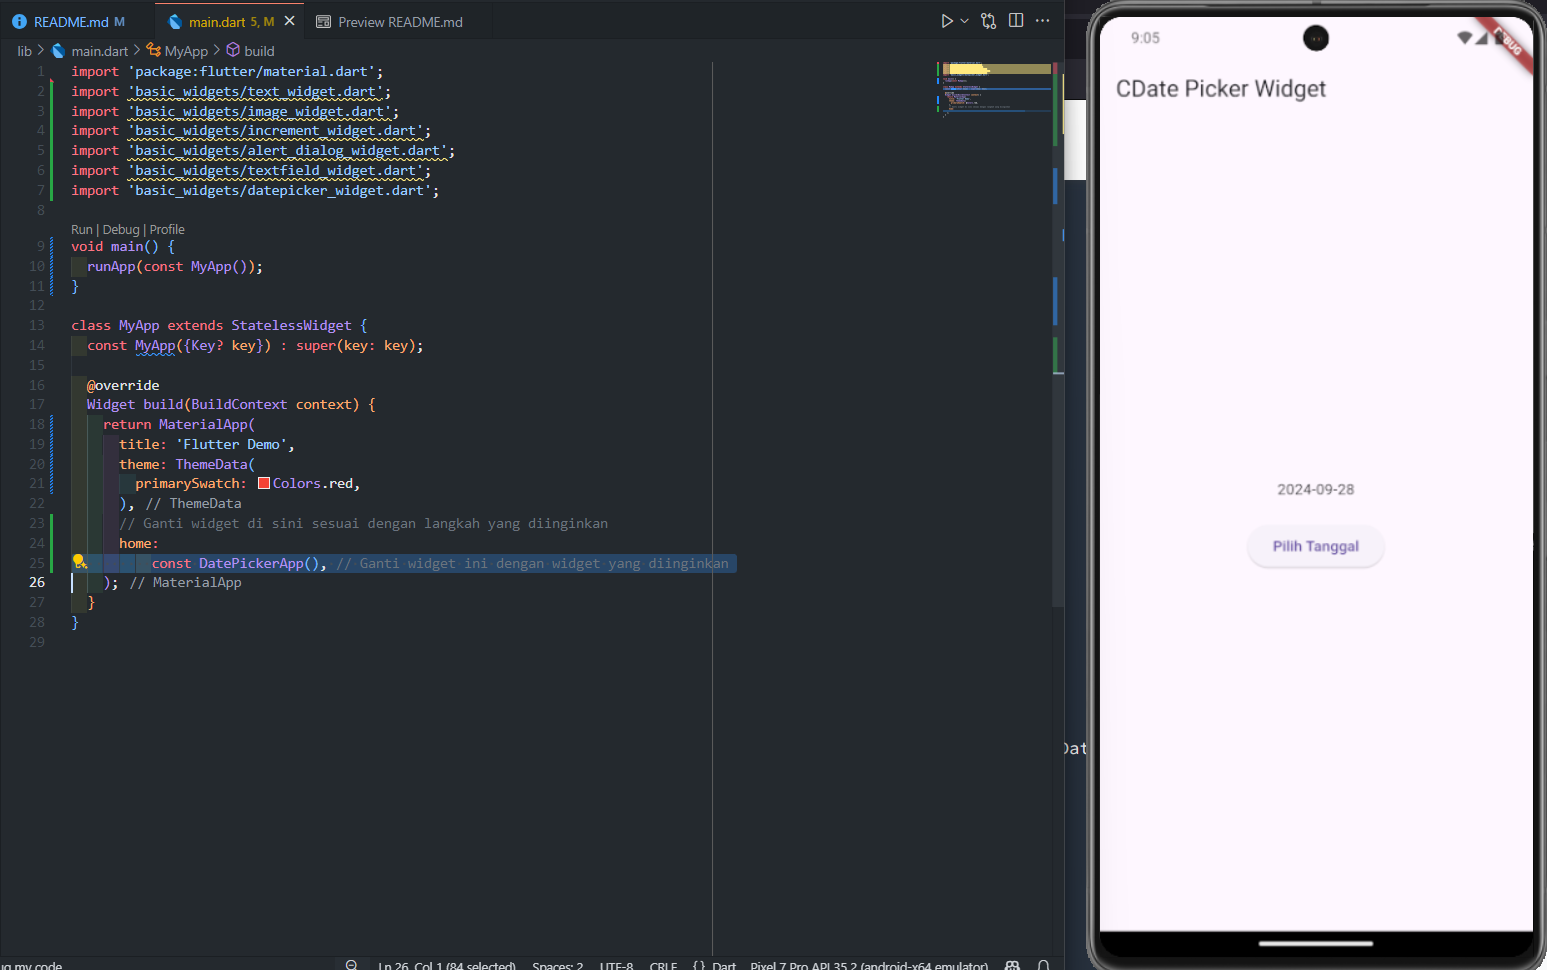 README.md M
main.dart 5, M
Preview README.md
lib > main.dart > MyApp > build
1 import 'package:flutter/material.dart';
2 import 'basic_widgets/text_widget.dart';
3 import 'basic_widgets/image_widget.dart';
4 import 'basic_widgets/increment_widget.dart';
5 import 'basic_widgets/alert_dialog_widget.dart';
6 import 'basic_widgets/textfield_widget.dart';
7 import 'basic_widgets/datepicker_widget.dart';
8
Run | Debug | Profile
9 void main() {
10 runApp(const MyApp());
11 }
12
13 class MyApp extends StatelessWidget {
14 const MyApp({Key? key}) : super(key: key);
15
16 @override
17 Widget build(BuildContext context) {
18 return MaterialApp(
19 title: 'Flutter Demo',
20 theme: ThemeData(
21 primarySwatch: Colors.red,
22 ), // ThemeData
23 // Ganti widget di sini sesuai dengan langkah yang diinginkan
24 home:
25 const DatePickerApp(), // Ganti widget ini dengan widget yang diinginkan
26 ); // MaterialApp
27 }
28 }
29
ug my code
Ln 26, Col 1 (84 selected) Spaces: 2 UTF-8 CRLF {} Dart Pixel 7 Pro API 35 2 (android-x64 emulator)
Dat
9:05
CDate Picker Widget
2024-09-28
Pilih Tanggal